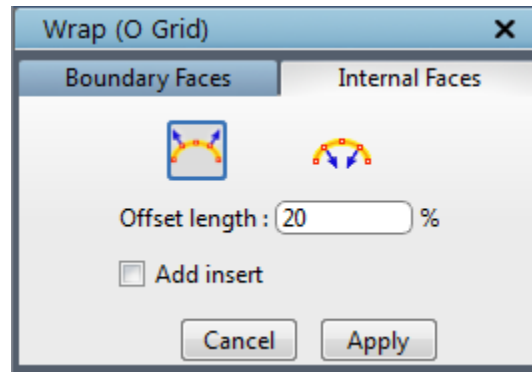 Wrap (O Grid)
Boundary Faces Internal Faces
Offset length : 20 %
Add insert
Cancel Apply